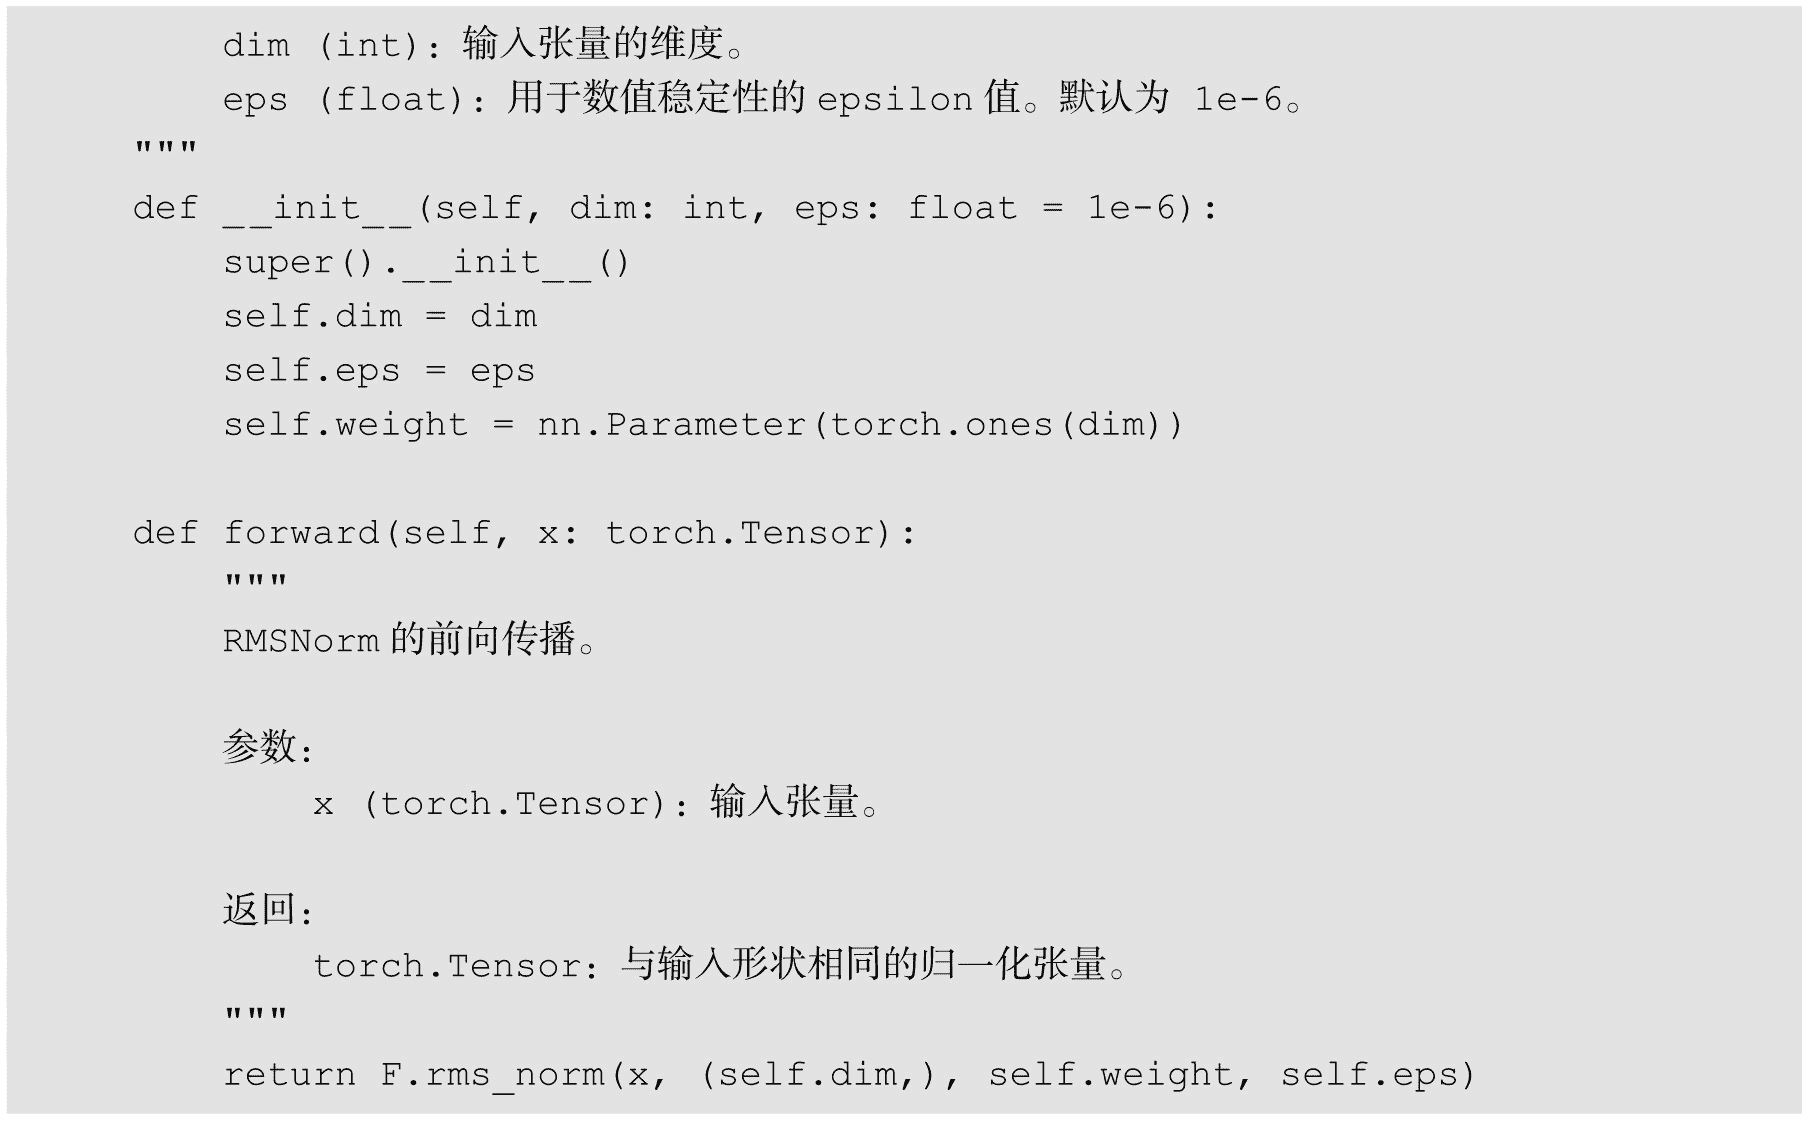 dim (int)：输入张量的维度。
eps (float)：用于数值稳定性的 epsilon 值。默认为 1e-6。
"""
def __init__(self, dim: int, eps: float = 1e-6):
super().__init__()
self.dim = dim
self.eps = eps
self.weight = nn.Parameter(torch.ones(dim))
def forward(self, x: torch.Tensor):
"""
RMSNorm 的前向传播。
参数：
x (torch.Tensor)：输入张量。
返回：
torch.Tensor：与输入形状相同的归一化张量。
"""
return F.rms_norm(x, (self.dim,), self.weight, self.eps)